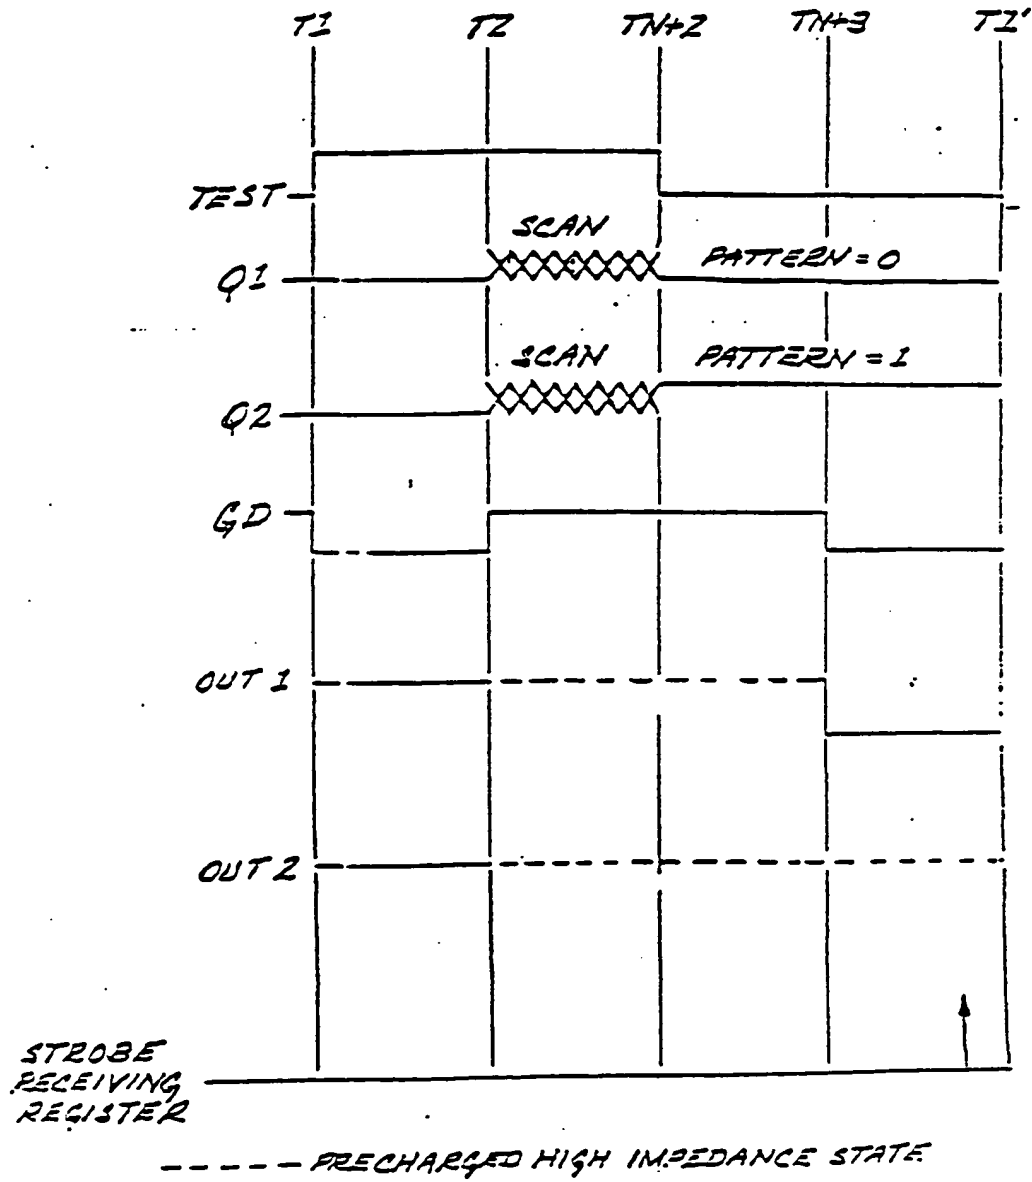 T1 T2 TN+2 TN+3 T1'
TEST
SCAN
Q1 PATTERN = 0
SCAN PATTERN = 1
Q2
GD
OUT 1
OUT 2
STROBE
RECEIVING
REGISTER
---- PRECHARGED HIGH IMPEDANCE STATE